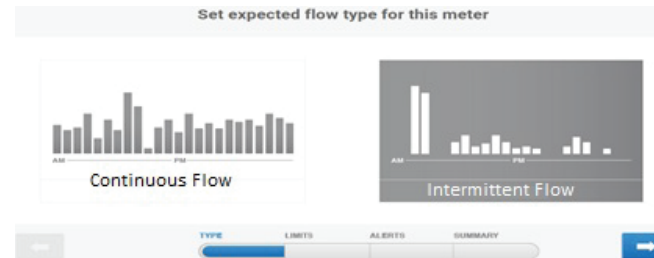 Set expected flow type for this meter
AM PM
Continuous Flow
AM PM
Intermittent Flow
TYPE LIMITS ALERTS SUMMARY